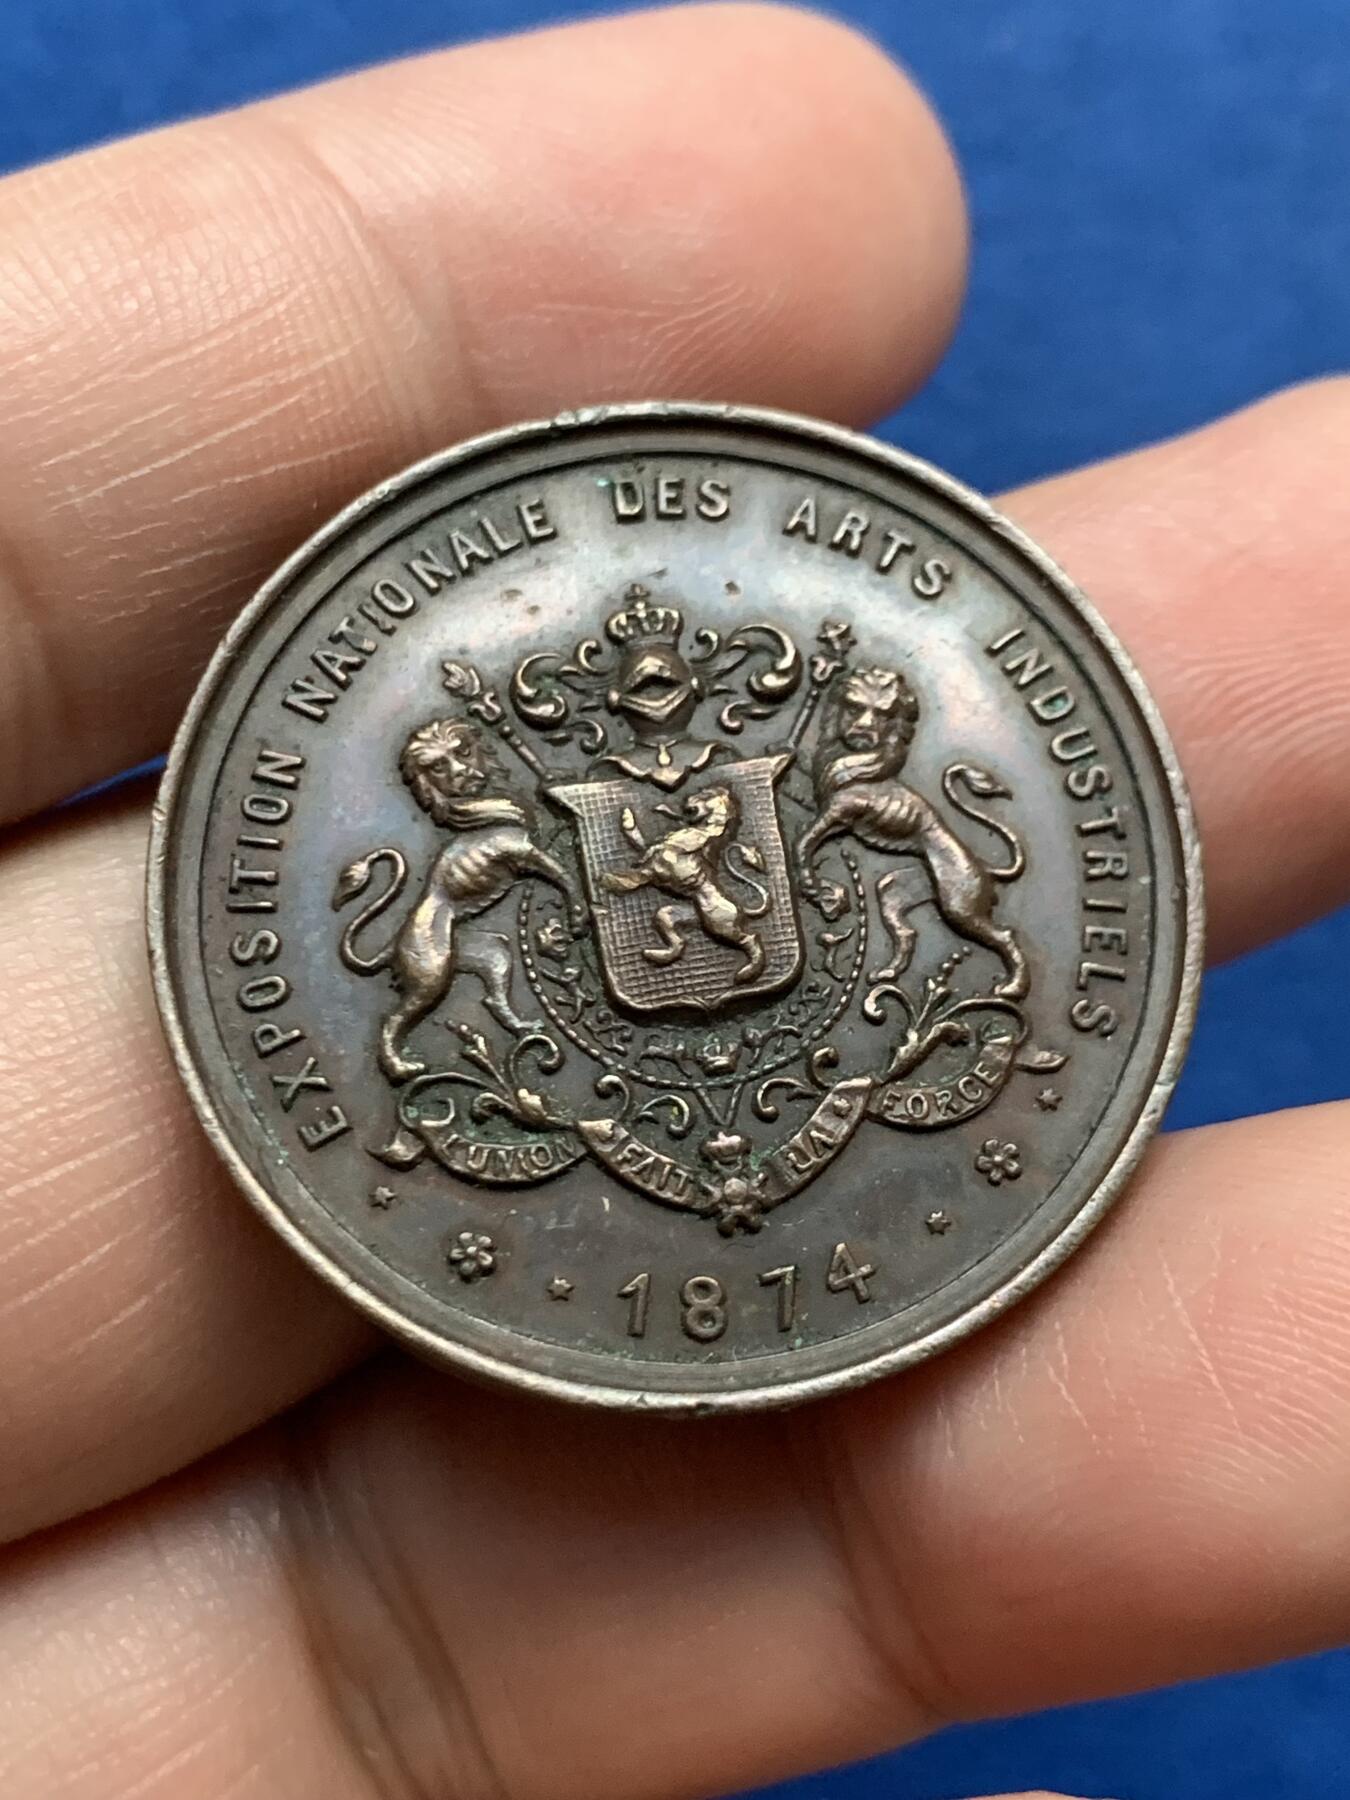 EXPOSITION NATIONALE DES ARTS INDUSTRIELS
L'UNION FAIT LA FORCE
1874